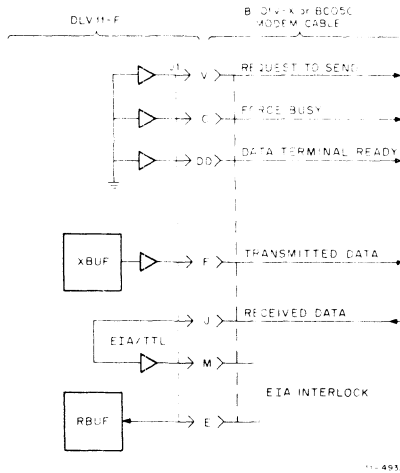 DLV11-F
OR BC05C
MODEM CABLE
J1
V
REQUEST TO SEND
C
FORCE BUSY
DD
DATA TERMINAL READY
XBUF
F
TRANSMITTED DATA
J
RECEIVED DATA
EIA/TTL
M
EIA INTERLOCK
RBUF
E
11-493